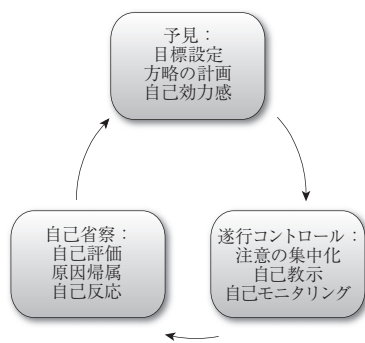 予見：
目標設定
方略の計画
自己効力感
自己省察：
自己評価
原因帰属
自己反応
遂行コントロール：
注意の集中化
自己教示
自己モニタリング